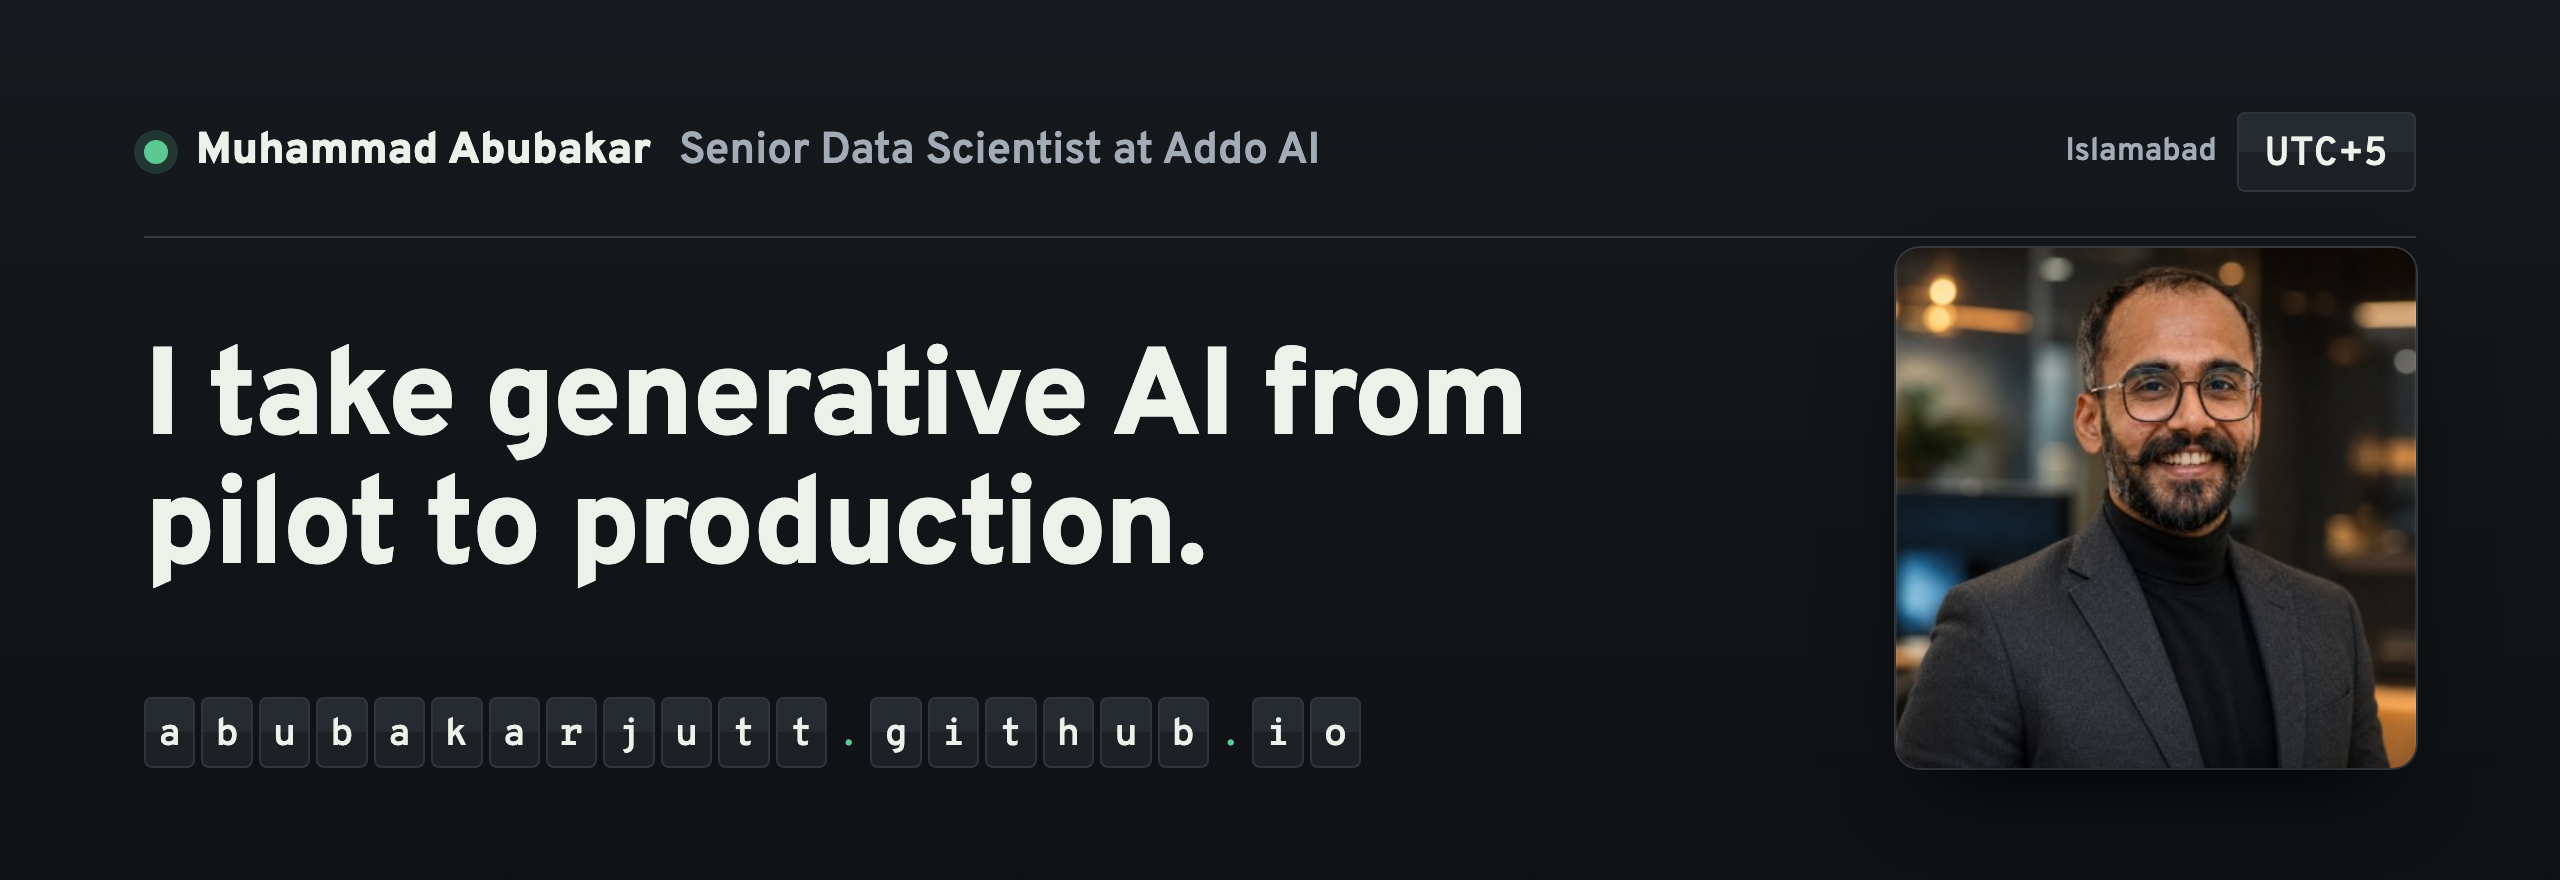 Muhammad Abubakar Senior Data Scientist at Addo AI
Islamabad UTC+5
I take generative AI from
pilot to production.
abubakarjutt.github.io